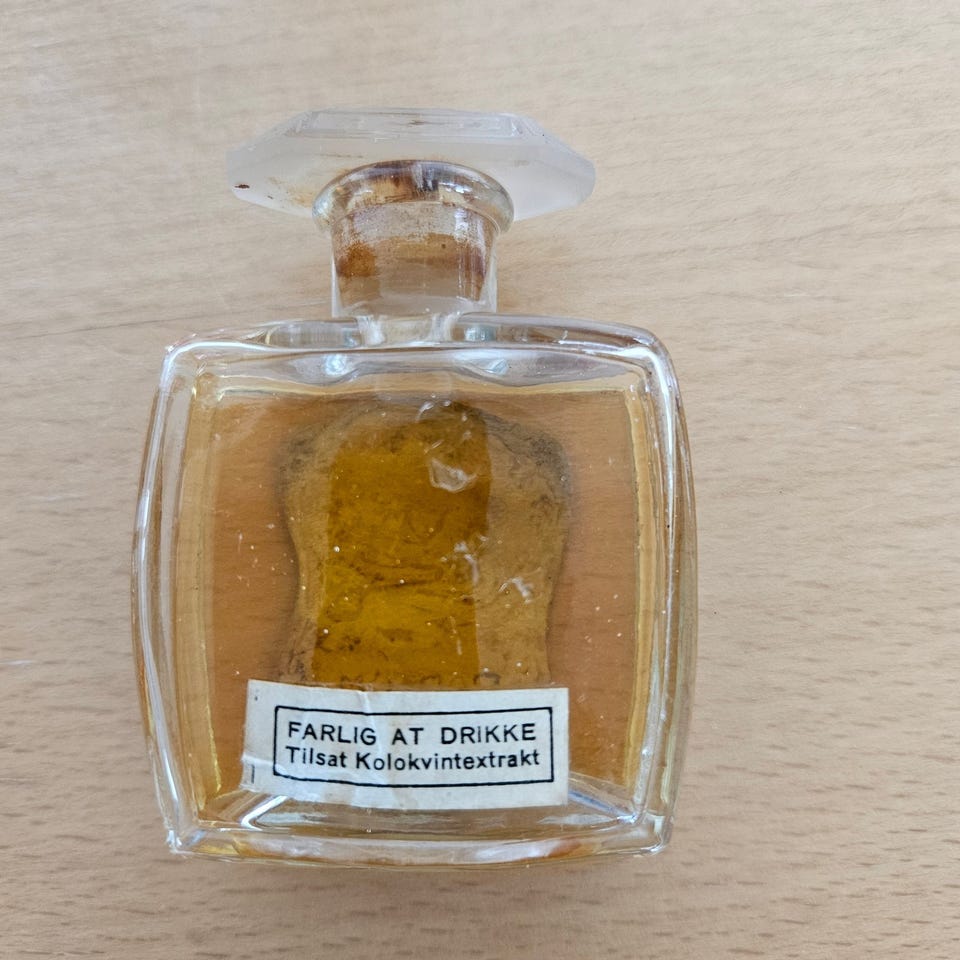 FARLIG AT DRIKKE
Tilsat Kolokvintextrakt